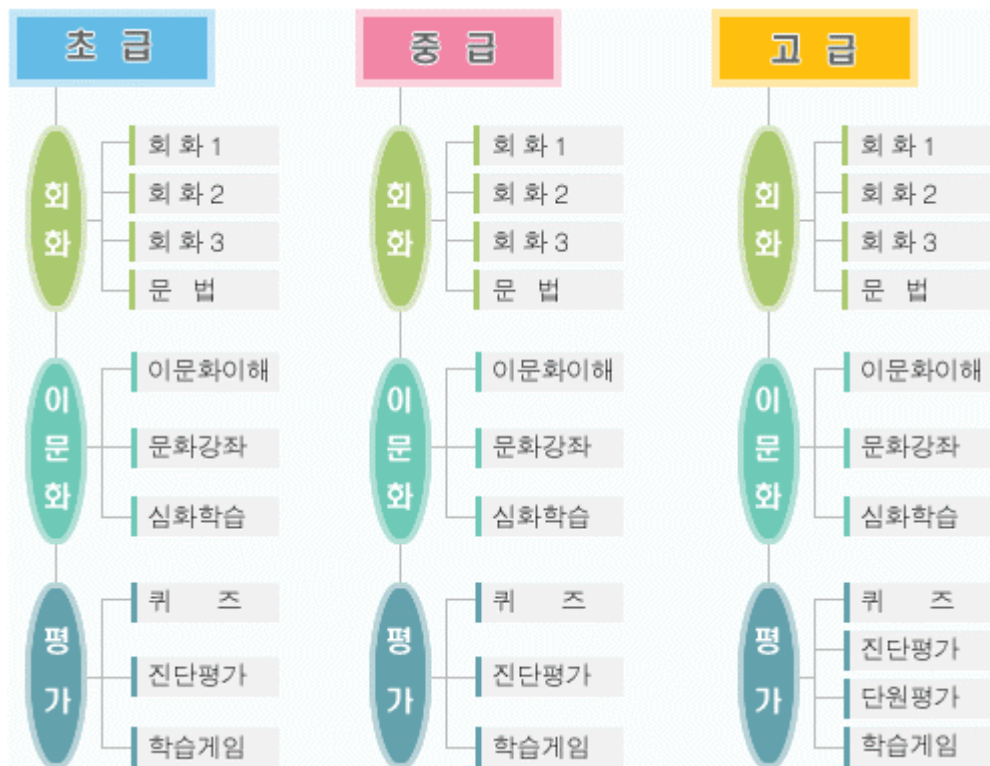 초 급
회화
회 화 1
회 화 2
회 화 3
문 법
이문화
이문화이해
문화강좌
심화학습
평가
퀴 즈
진단평가
학습게임
중 급
회화
회 화 1
회 화 2
회 화 3
문 법
이문화
이문화이해
문화강좌
심화학습
평가
퀴 즈
진단평가
학습게임
고 급
회화
회 화 1
회 화 2
회 화 3
문 법
이문화
이문화이해
문화강좌
심화학습
평가
퀴 즈
진단평가
단원평가
학습게임